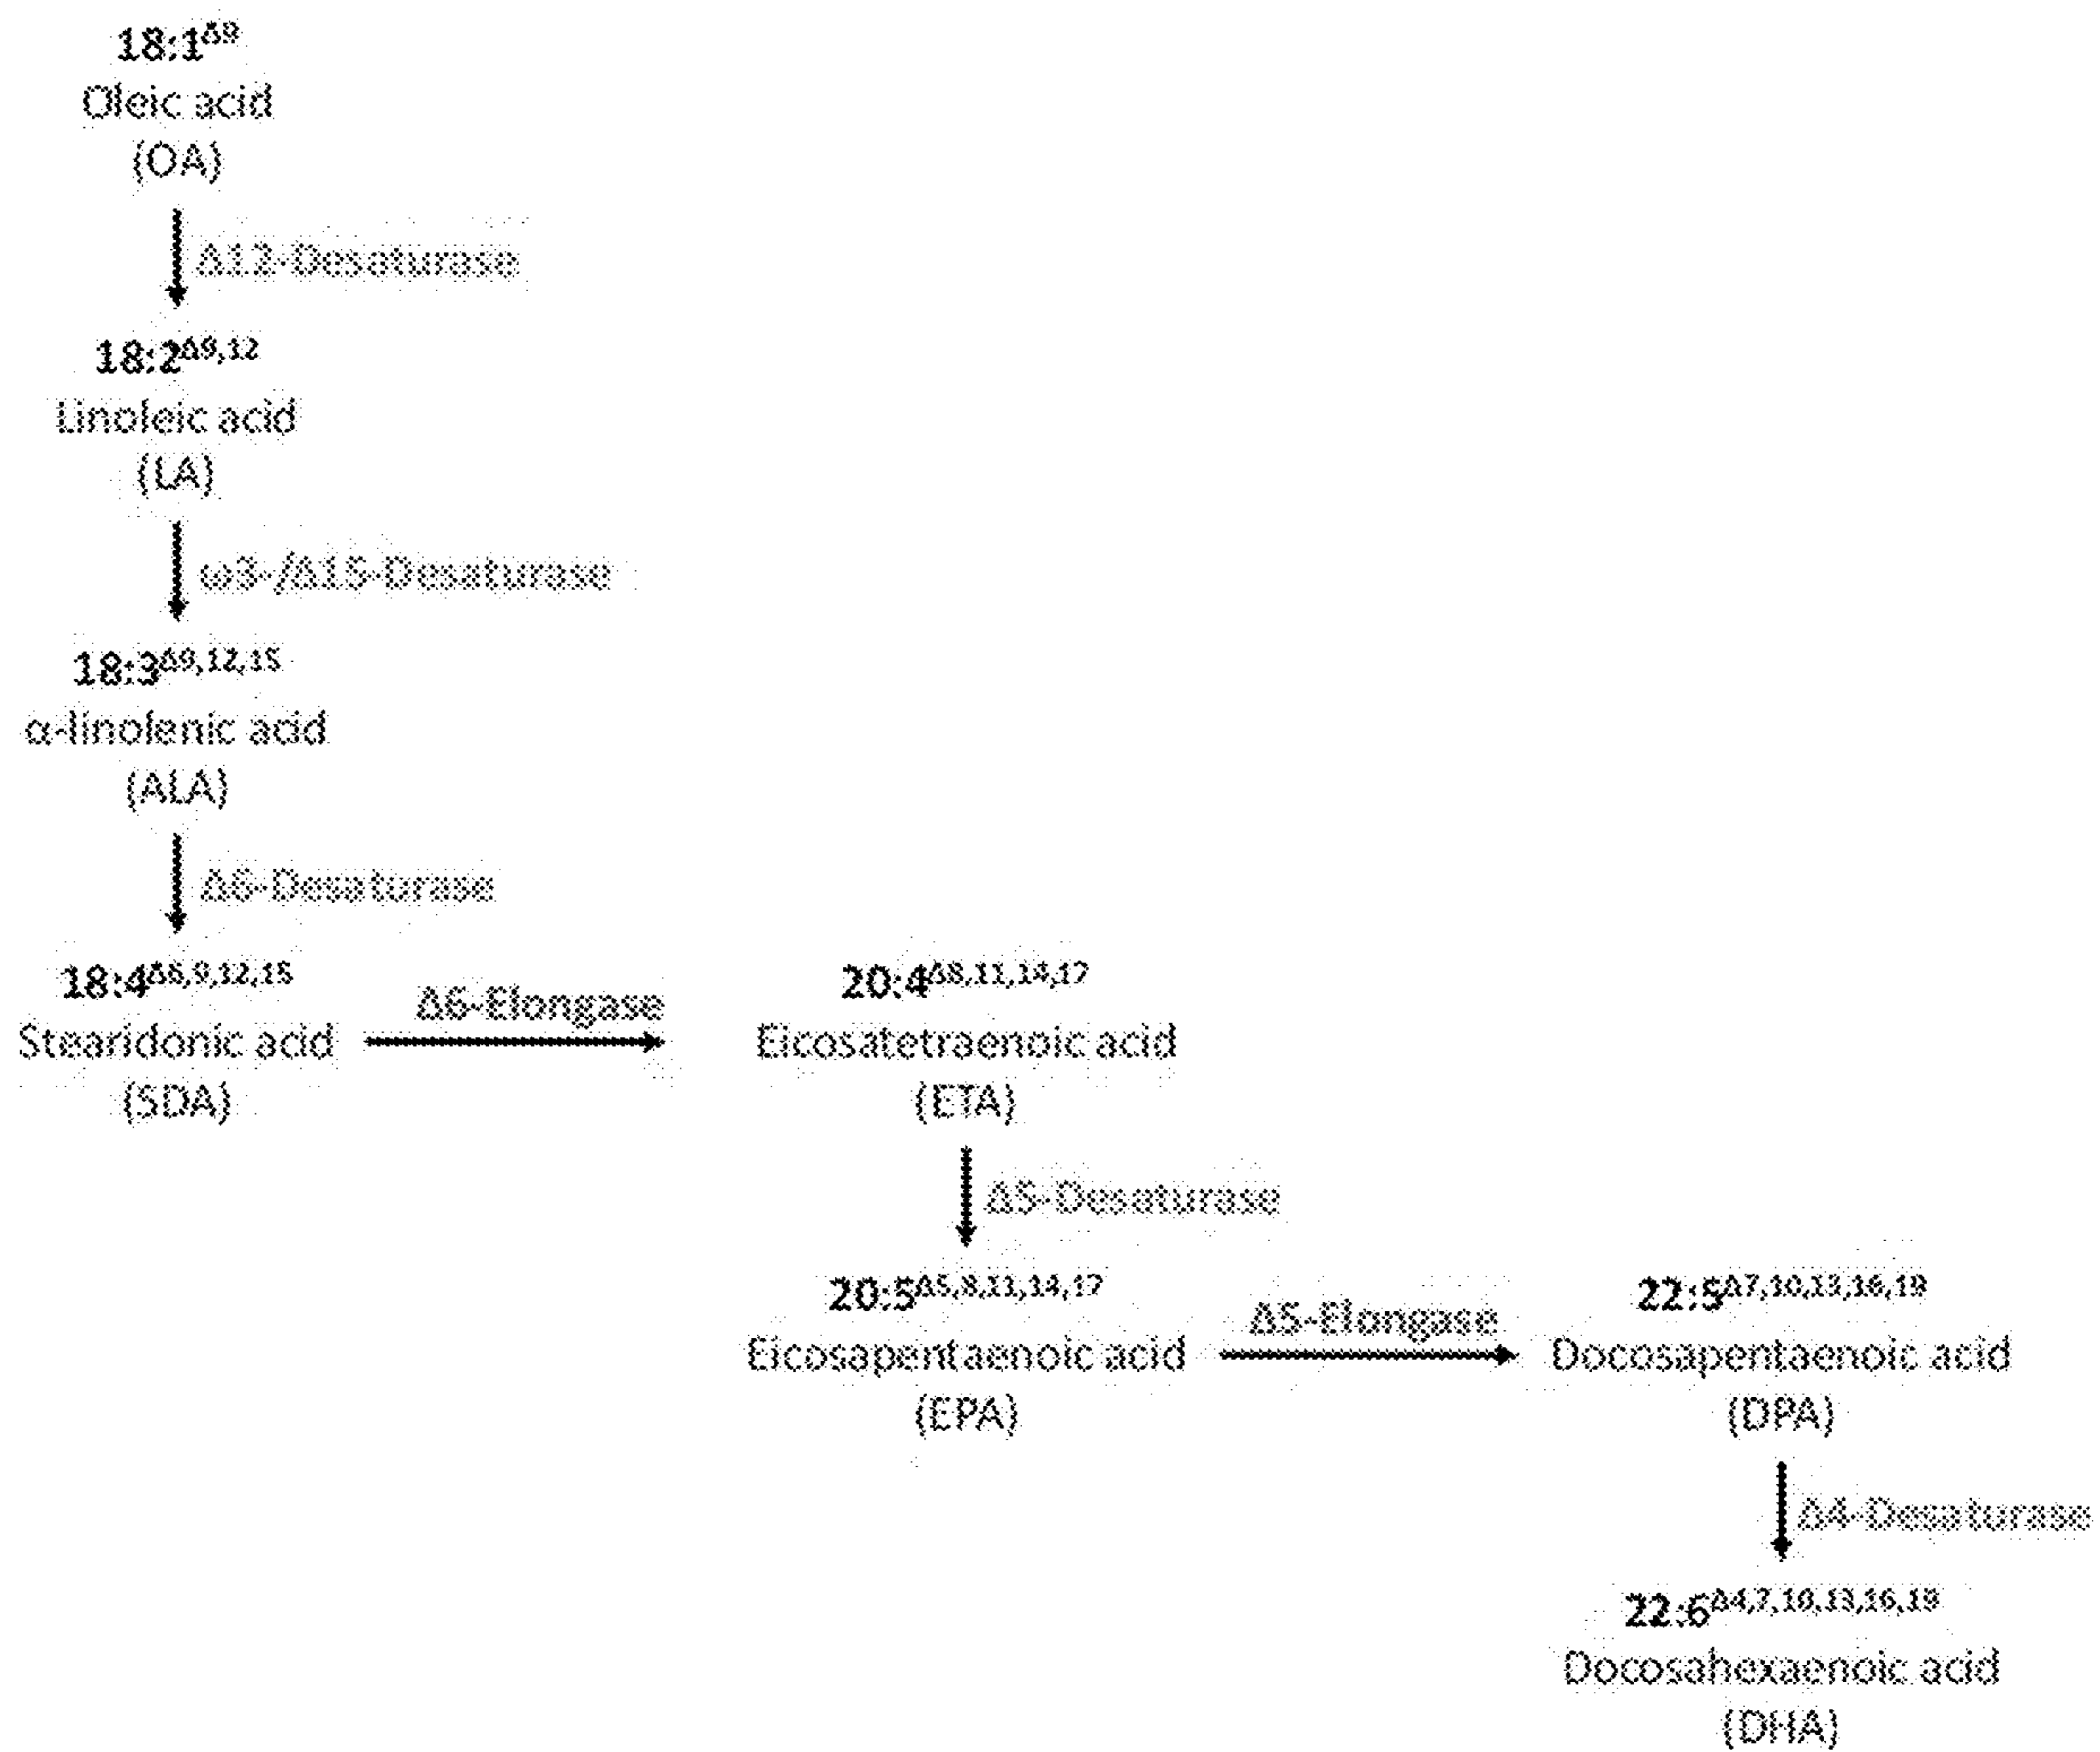 18:1Δ9
Oleic acid
(OA)
Δ12-Desaturase
18:2Δ9,12
Linoleic acid
(LA)
ω3-/Δ15-Desaturase
18:3Δ9,12,15
α-linolenic acid
(ALA)
Δ6-Desaturase
18:4Δ6,9,12,15
Stearidonic acid
(SDA)
Δ6-Elongase
20:4Δ8,11,14,17
Eicosatetraenoic acid
(ETA)
Δ5-Desaturase
20:5Δ5,8,11,14,17
Eicosapentaenoic acid
(EPA)
Δ5-Elongase
22:5Δ7,10,13,16,19
Docosapentaenoic acid
(DPA)
Δ4-Desaturase
22:6Δ4,7,10,13,16,19
Docosahexaenoic acid
(DHA)